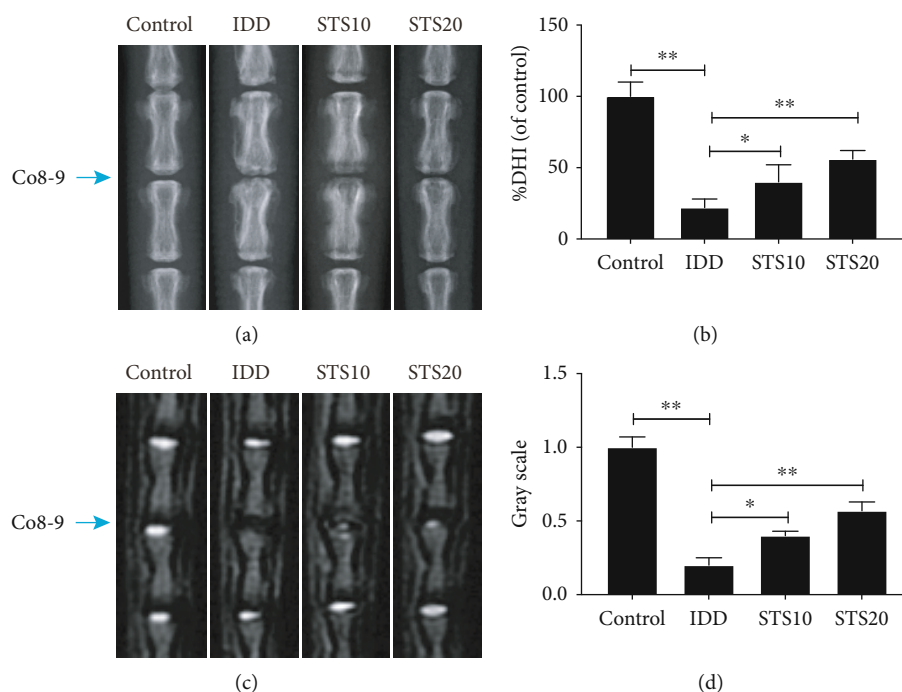 Control IDD STS10 STS20
Co8-9
(a)
%DHI (of control)
150
100
50
0
**
**
*
Control IDD STS10 STS20
(b)
Control IDD STS10 STS20
Co8-9
(c)
Gray scale
1.5
1.0
0.5
0.0
**
**
*
Control IDD STS10 STS20
(d)